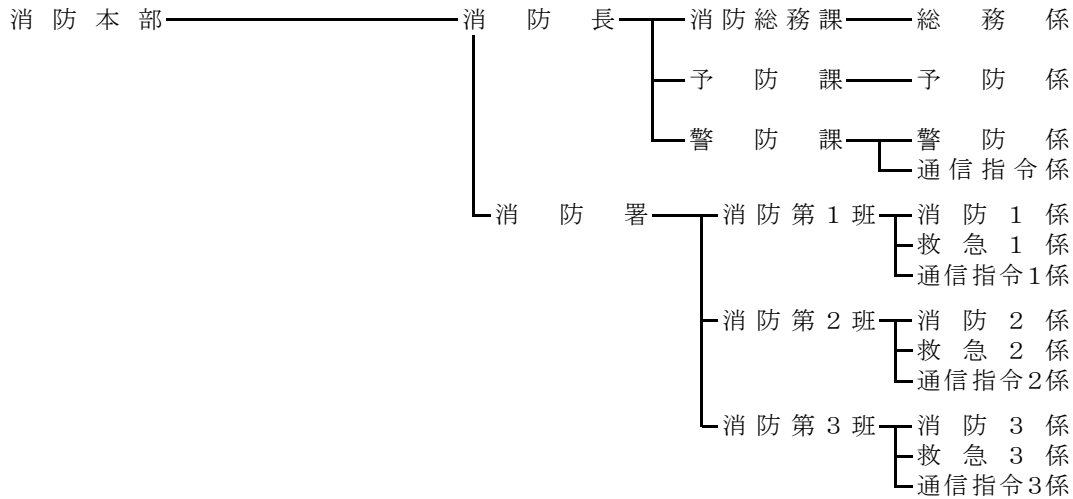 消防本部 消防長 消防総務課 総務係
予防課 予防係
警防課 警防係
通信指令係
消防署 消防第1班 消防1係
救急1係
通信指令1係
消防第2班 消防2係
救急2係
通信指令2係
消防第3班 消防3係
救急3係
通信指令3係